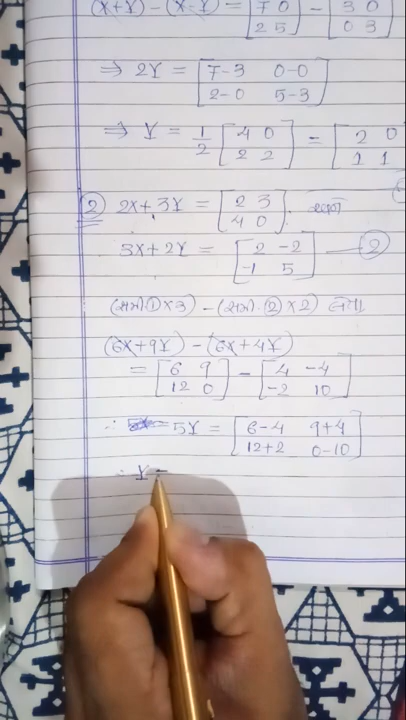 (X+Y) - (X-Y) = [7 0 / 2 5] - [3 0 / 0 3]
⇒ 2Y = [7-3 0-0 / 2-0 5-3]
⇒ Y = 1/2 [4 0 / 2 2] = [2 0 / 1 1]
② 2X+3Y = [2 3 / 4 0].
3X+2Y = [2 -2 / -1 5] — ②
(સમી.①×3) - (સમી.②×2) લેતા
(6X+9Y) - (6X+4Y)
= [6 9 / 12 0] - [4 -4 / -2 10]
∴ 5Y = [6-4 9+4 / 12+2 0-10]
∴ Y =